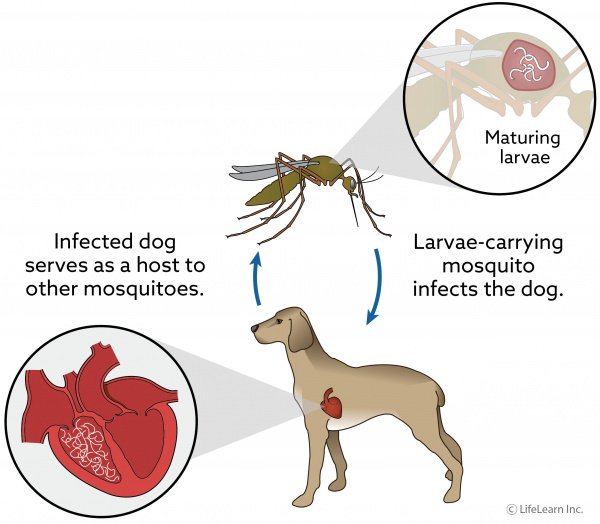 Maturing
larvae
Infected dog
serves as a host to
other mosquitoes.
Larvae-carrying
mosquito
infects the dog.
© LifeLearn Inc.